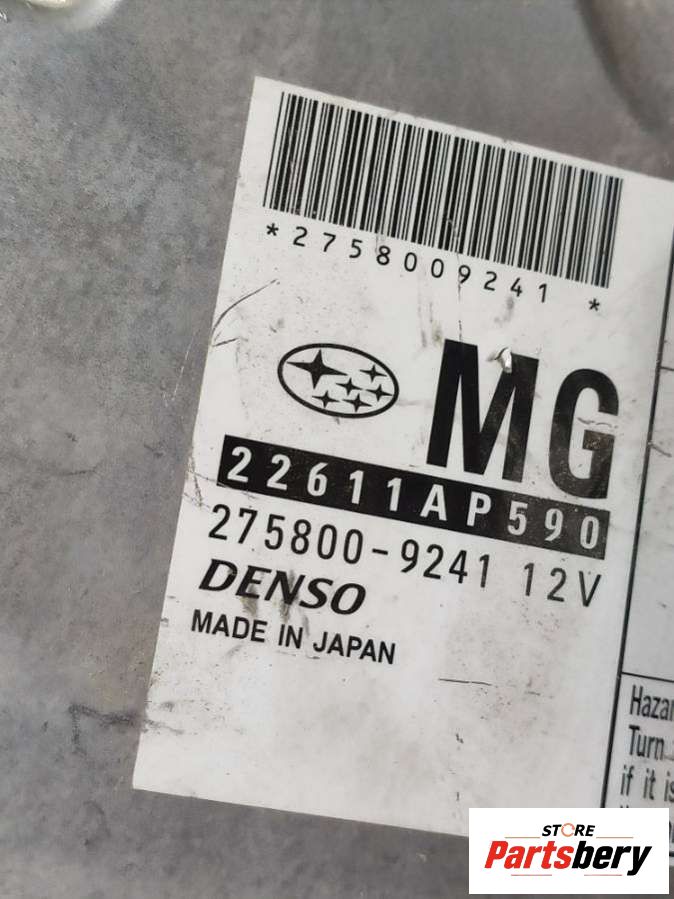 *2758009241*
MG
22611AP590
275800-9241 12V
DENSO
MADE IN JAPAN
Hazar
Turn
if it is
STORE
Partsbery